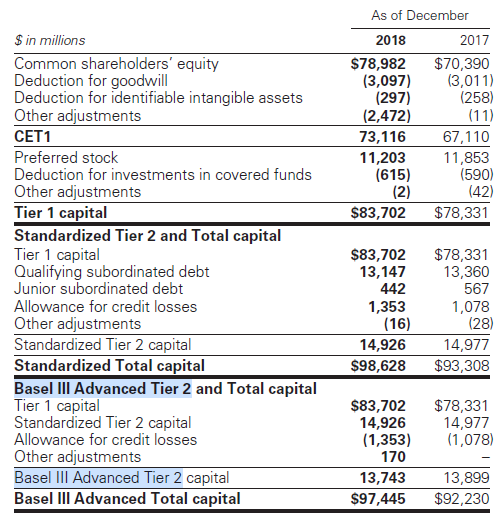 As of December
$ in millions 2018 2017
Common shareholders’ equity $78,982 $70,390
Deduction for goodwill (3,097) (3,011)
Deduction for identifiable intangible assets (297) (258)
Other adjustments (2,472) (11)
CET1 73,116 67,110
Preferred stock 11,203 11,853
Deduction for investments in covered funds (615) (590)
Other adjustments (2) (42)
Tier 1 capital $83,702 $78,331
Standardized Tier 2 and Total capital
Tier 1 capital $83,702 $78,331
Qualifying subordinated debt 13,147 13,360
Junior subordinated debt 442 567
Allowance for credit losses 1,353 1,078
Other adjustments (16) (28)
Standardized Tier 2 capital 14,926 14,977
Standardized Total capital $98,628 $93,308
Basel III Advanced Tier 2 and Total capital
Tier 1 capital $83,702 $78,331
Standardized Tier 2 capital 14,926 14,977
Allowance for credit losses (1,353) (1,078)
Other adjustments 170 –
Basel III Advanced Tier 2 capital 13,743 13,899
Basel III Advanced Total capital $97,445 $92,230